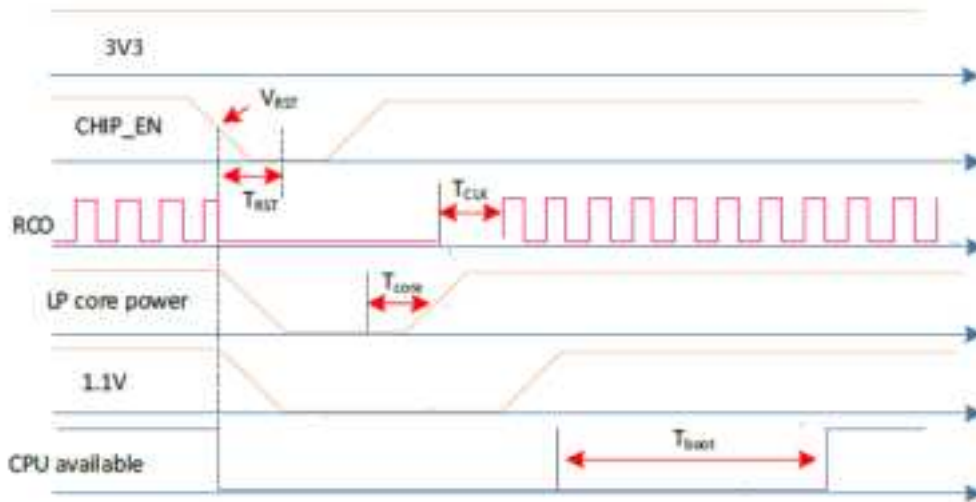 3V3
V_RST
CHIP_EN
T_RST
T_CLK
RCO
T_core
LP core power
1.1V
T_boot
CPU available